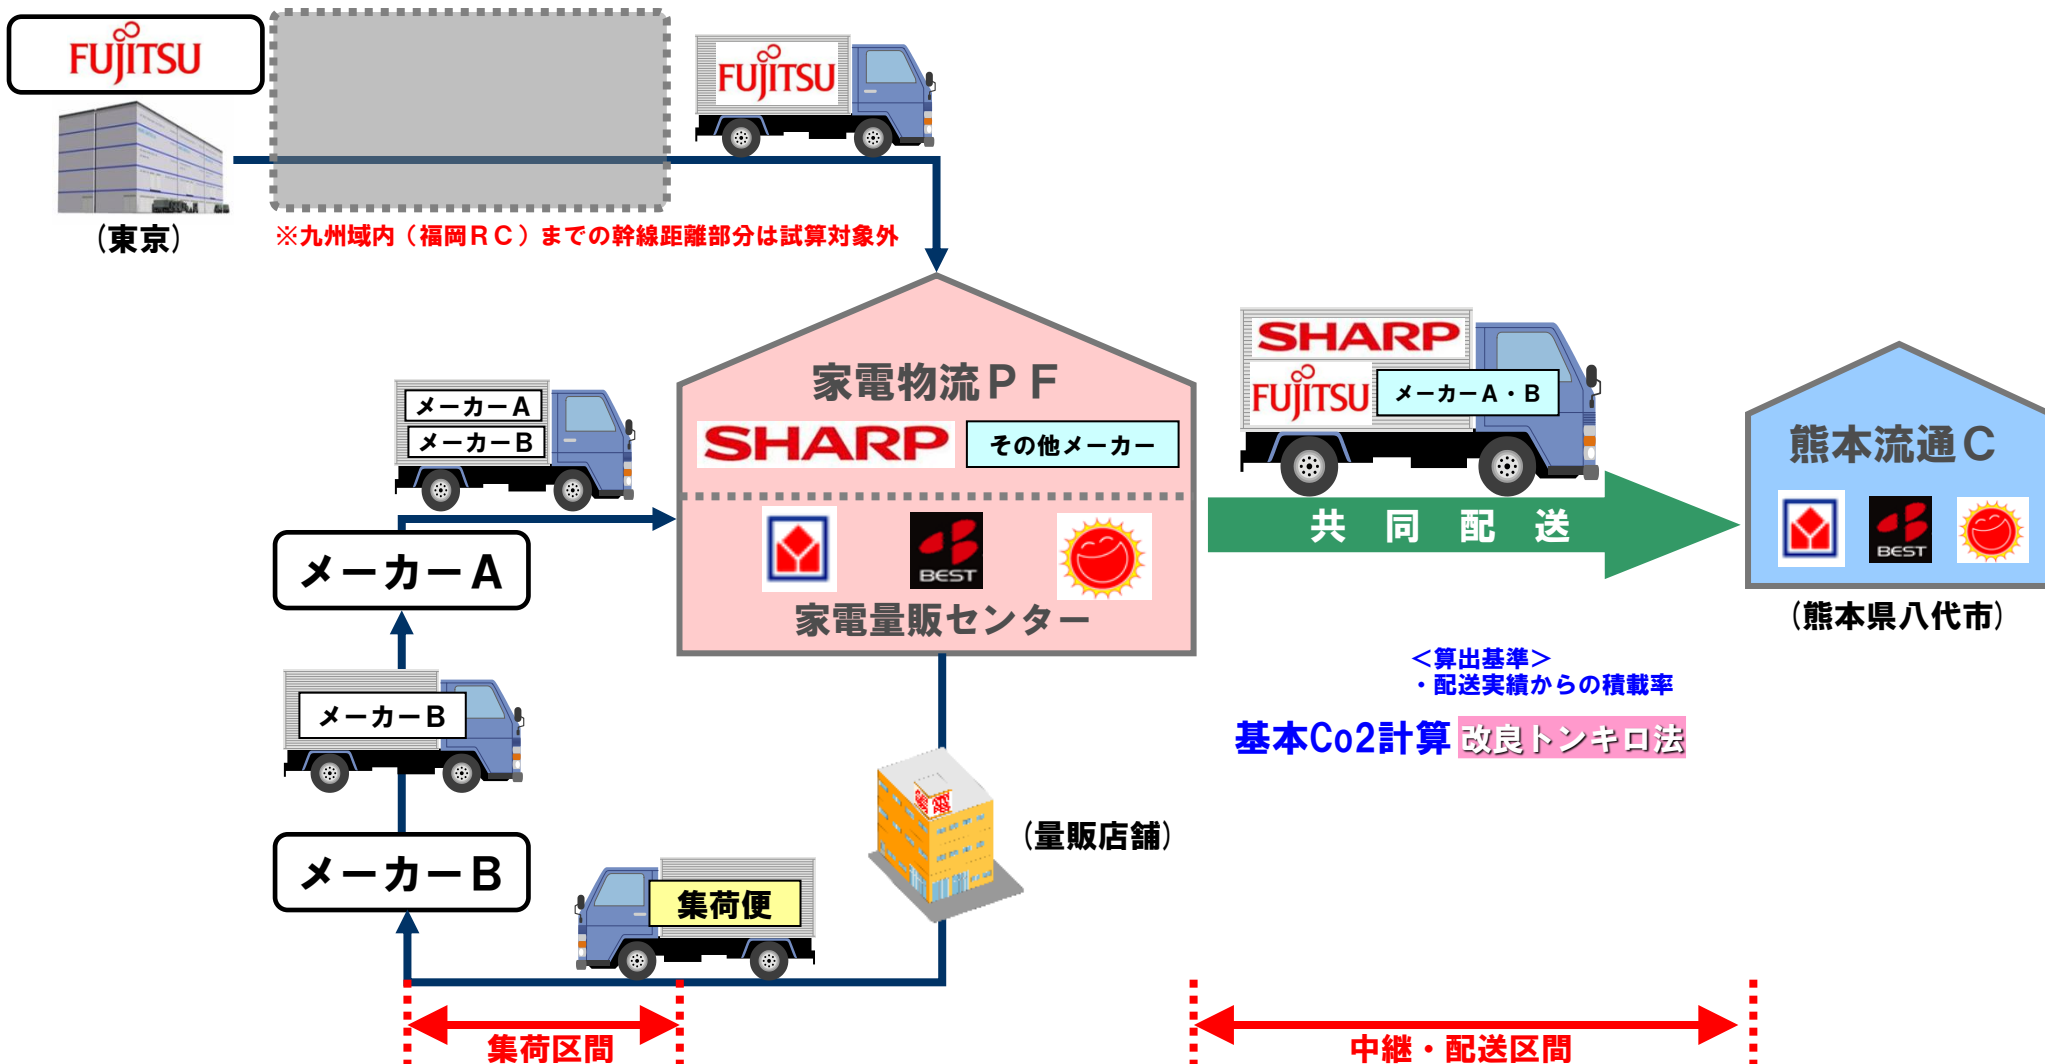 FUJITSU
FUJITSU
(東京)
※九州域内（福岡ＲＣ）までの幹線距離部分は試算対象外
家電物流ＰＦ
SHARP
その他メーカー
BEST
家電量販センター
メーカーA
メーカーB
メーカーA
メーカーB
メーカーB
集荷便
(量販店舗)
SHARP
FUJITSU
メーカーＡ・Ｂ
共同配送
熊本流通Ｃ
BEST
(熊本県八代市)
＜算出基準＞
・配送実績からの積載率
基本Co2計算 改良トンキロ法
集荷区間
中継・配送区間